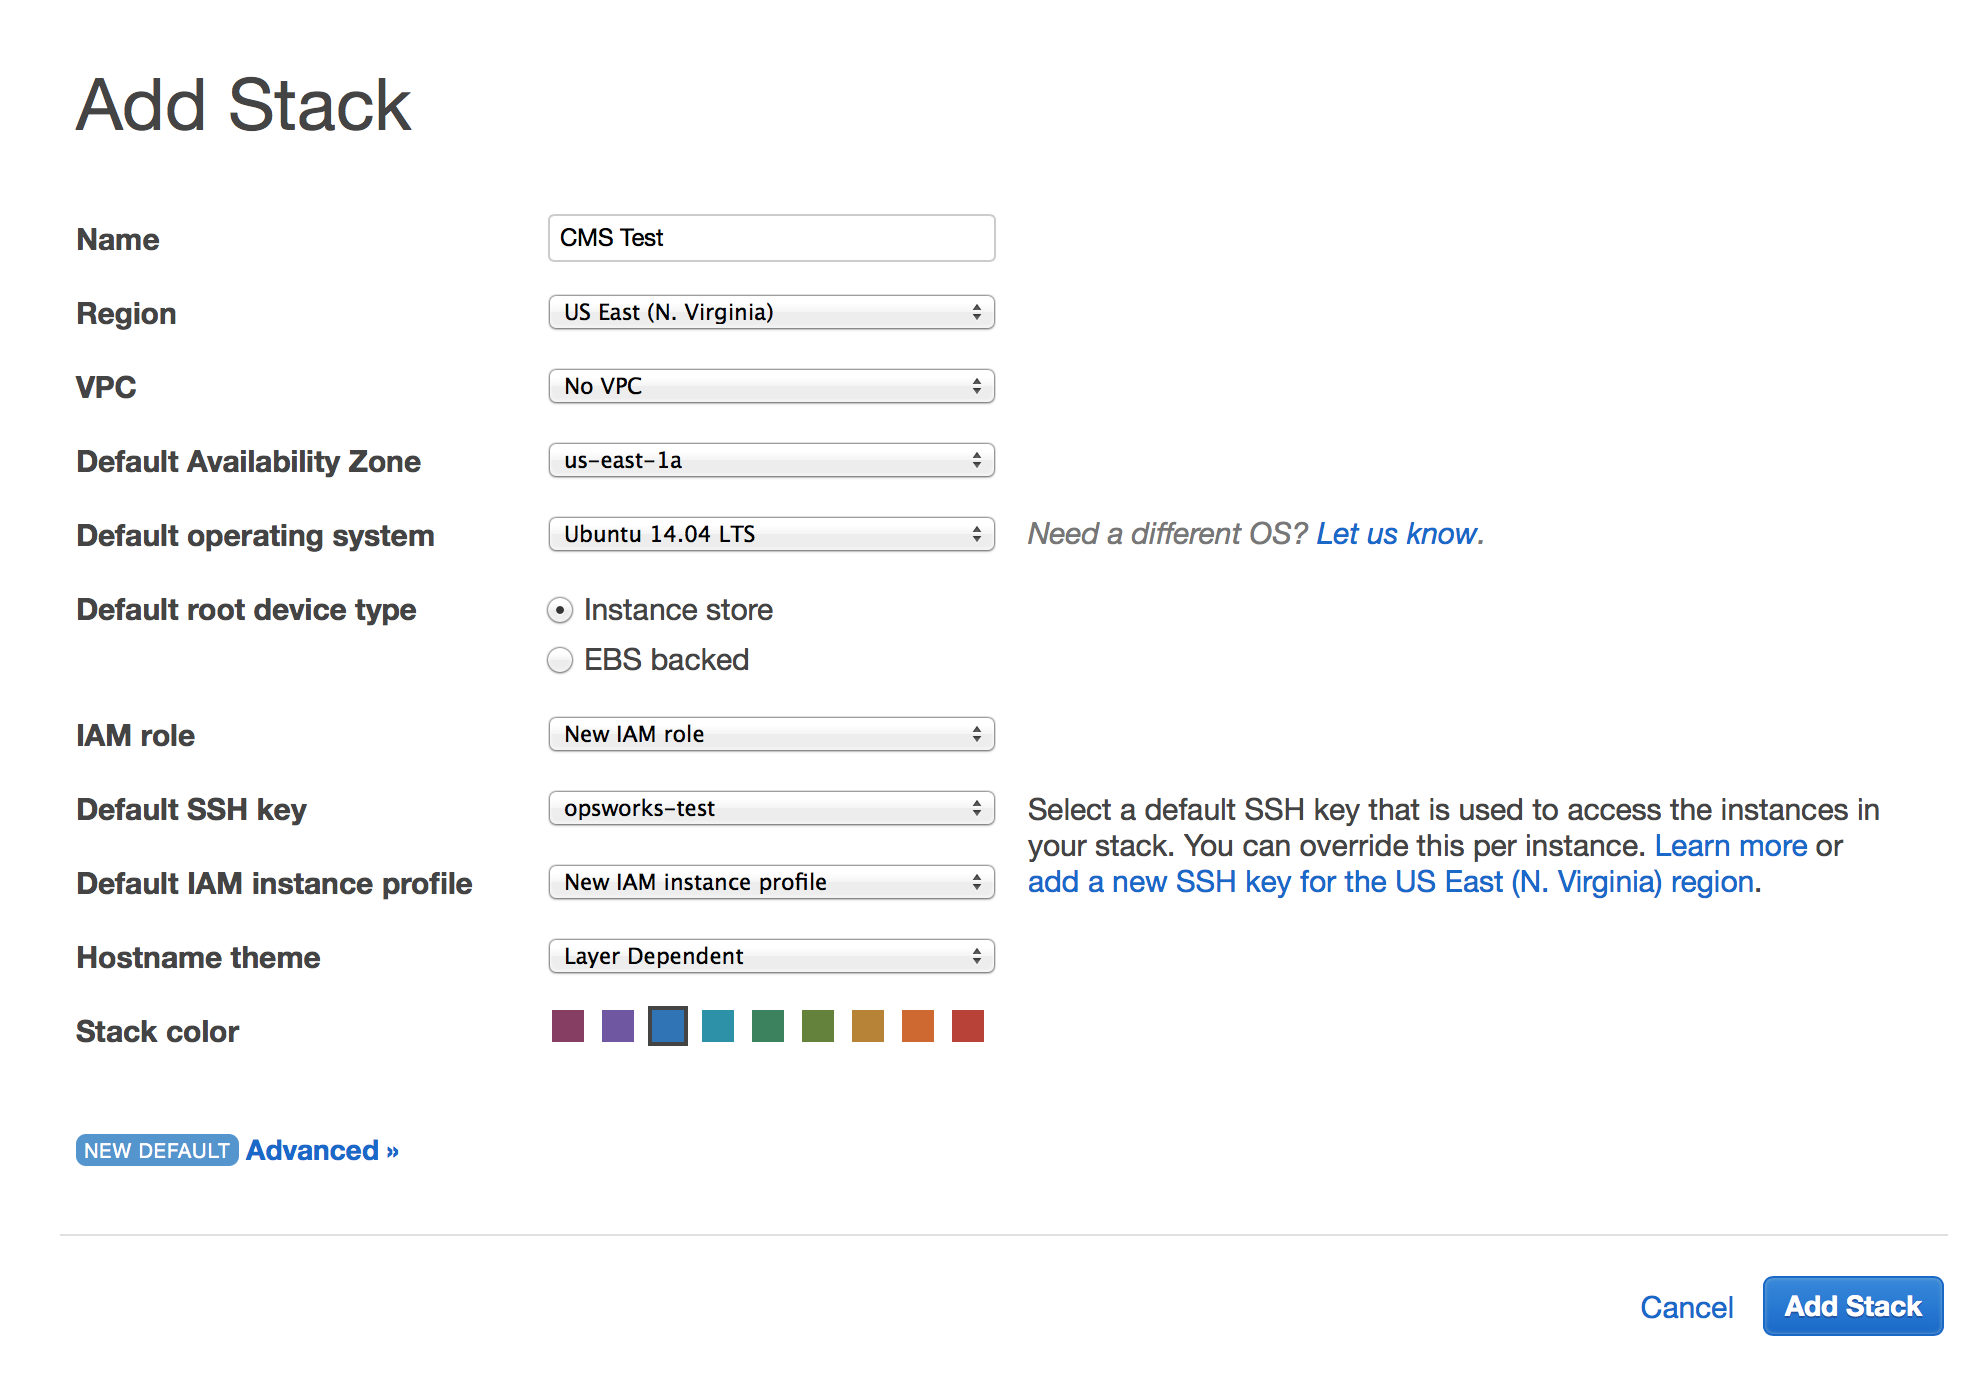 Add Stack
Name CMS Test
Region US East (N. Virginia)
VPC No VPC
Default Availability Zone us-east-1a
Default operating system Ubuntu 14.04 LTS Need a different OS? Let us know.
Default root device type Instance store
EBS backed
IAM role New IAM role
Default SSH key opsworks-test Select a default SSH key that is used to access the instances in
your stack. You can override this per instance. Learn more or
Default IAM instance profile New IAM instance profile add a new SSH key for the US East (N. Virginia) region.
Hostname theme Layer Dependent
Stack color
NEW DEFAULT Advanced »
Cancel Add Stack